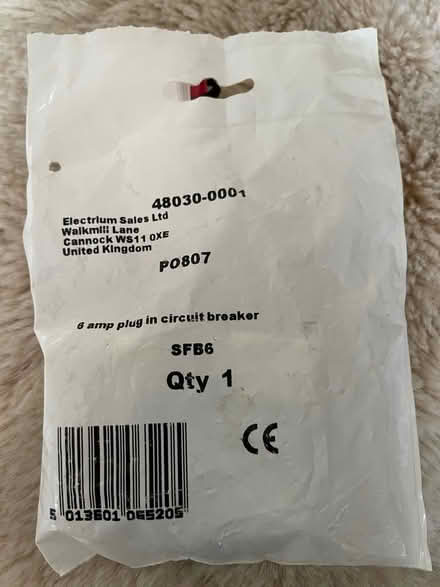 48030-0001
Electrium Sales Ltd
Walkmill Lane
Cannock WS11 0XE
United Kingdom
PO807
6 amp plug in circuit breaker
SFB6
Qty 1
CE
5 013601 065205